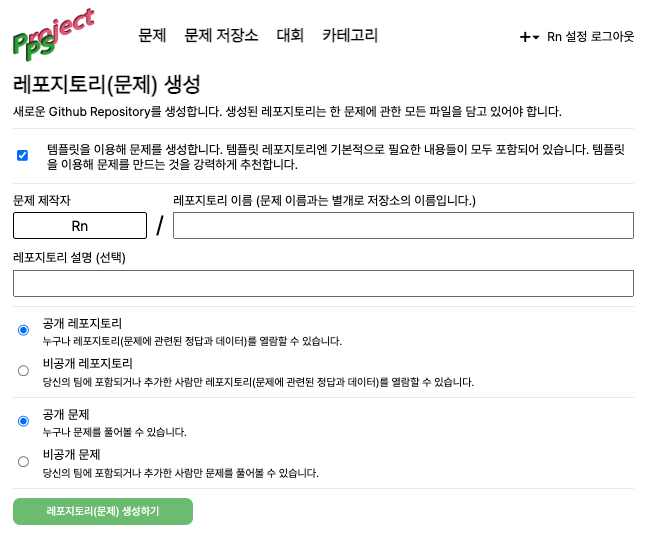 Project
PPS
문제 문제 저장소 대회 카테고리
Rn 설정 로그아웃
레포지토리(문제) 생성
새로운 Github Repository를 생성합니다. 생성된 레포지토리는 한 문제에 관한 모든 파일을 담고 있어야 합니다.
템플릿을 이용해 문제를 생성합니다. 템플릿 레포지토리엔 기본적으로 필요한 내용들이 모두 포함되어 있습니다. 템플릿
을 이용해 문제를 만드는 것을 강력하게 추천합니다.
문제 제작자
레포지토리 이름 (문제 이름과는 별개로 저장소의 이름입니다.)
Rn /
레포지토리 설명 (선택)
공개 레포지토리
누구나 레포지토리(문제에 관련된 정답과 데이터)를 열람할 수 있습니다.
비공개 레포지토리
당신의 팀에 포함되거나 추가한 사람만 레포지토리(문제에 관련된 정답과 데이터)를 열람할 수 있습니다.
공개 문제
누구나 문제를 풀어볼 수 있습니다.
비공개 문제
당신의 팀에 포함되거나 추가한 사람만 문제를 풀어볼 수 있습니다.
레포지토리(문제) 생성하기